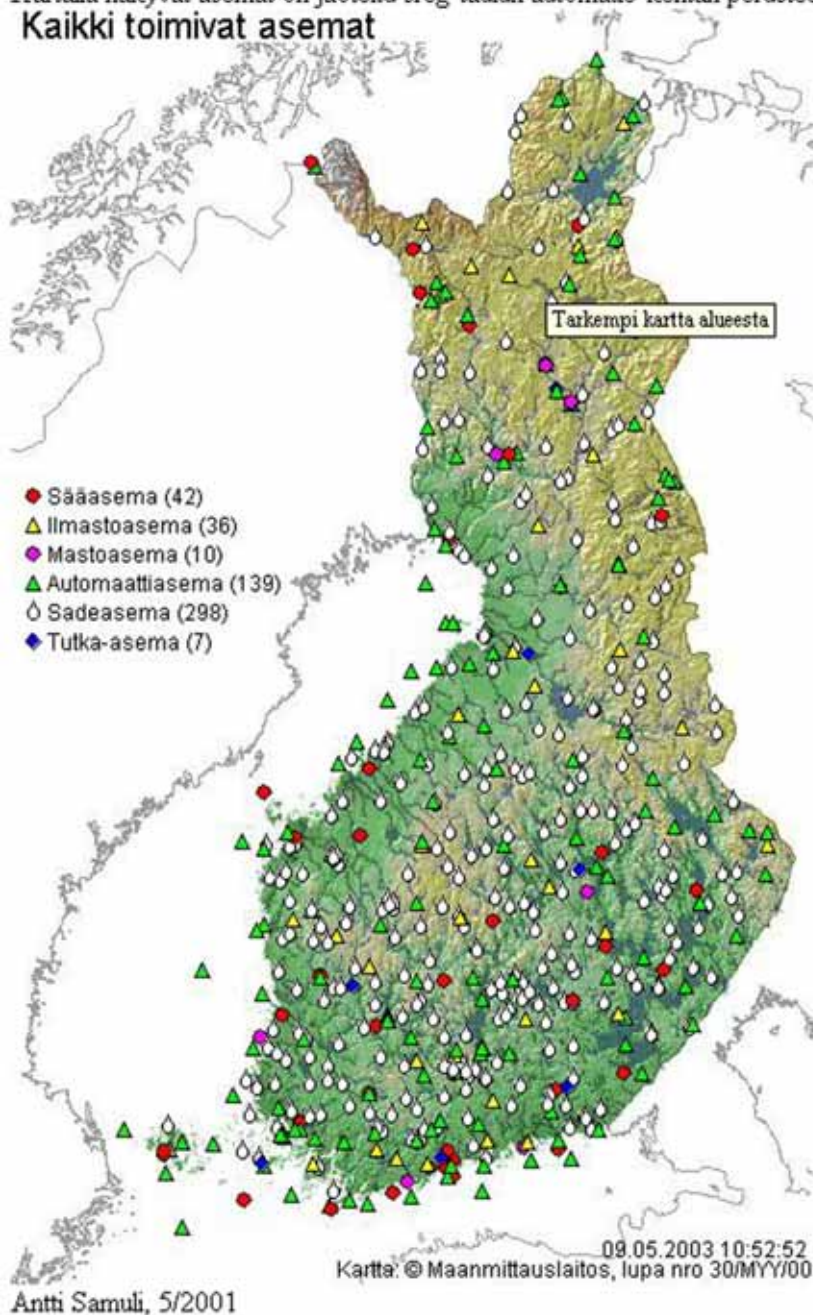 Kaikki toimivat asemat
Tarkempi kartta alueesta
Sääasema (42)
Ilmastoasema (36)
Mastoasema (10)
Automaattiasema (139)
Sadeasema (298)
Tutka-asema (7)
09.05.2003 10:52:52
Kartta: © Maanmittauslaitos, lupa nro 30/MYY/00
Antti Samuli, 5/2001